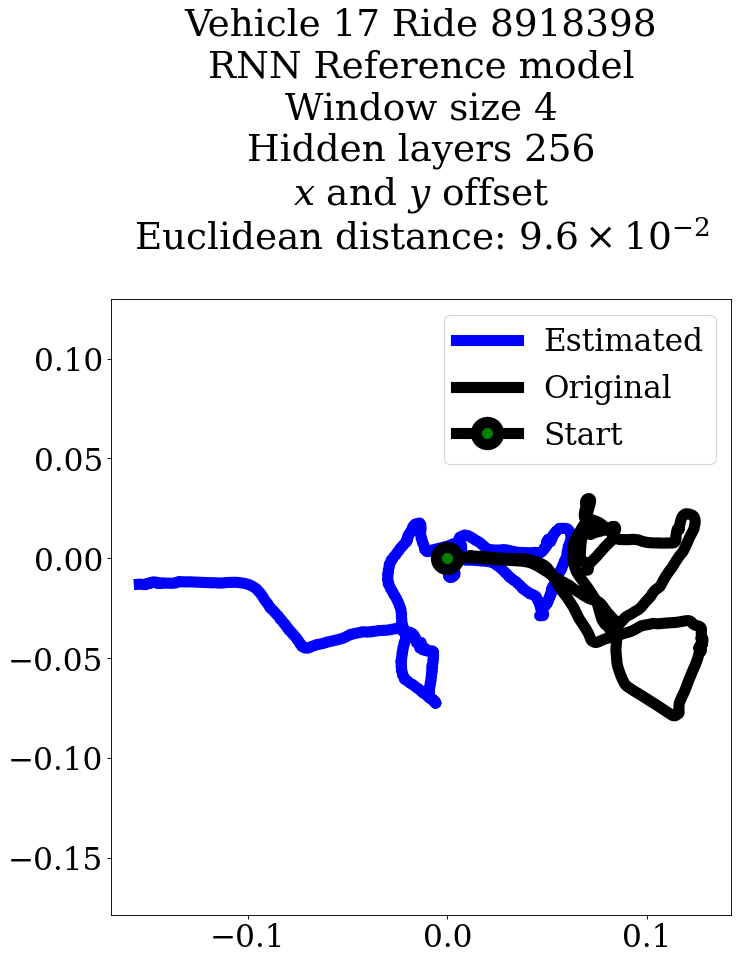 Vehicle 17 Ride 8918398
RNN Reference model
Window size 4
Hidden layers 256
x and y offset
Euclidean distance: 9.6 × 10⁻²
Estimated
Original
Start
0.10
0.05
0.00
−0.05
−0.10
−0.15
−0.1 0.0 0.1